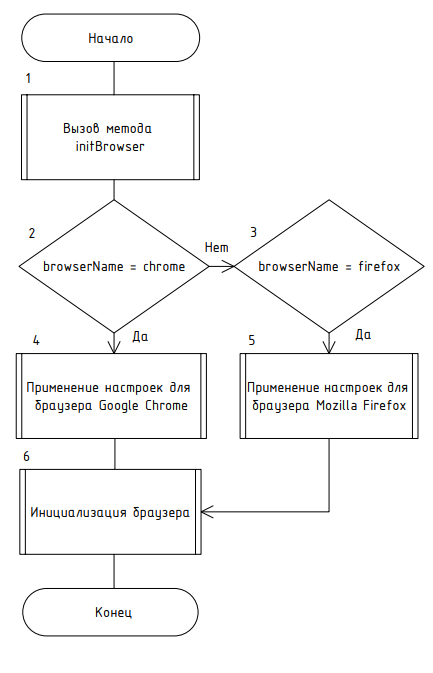 Начало
1
Вызов метода
initBrowser
2
browserName = chrome
Нет
3
browserName = firefox
Да
Да
4
Применение настроек для
браузера Google Chrome
5
Применение настроек для
браузера Mozilla Firefox
6
Инициализация браузера
Конец